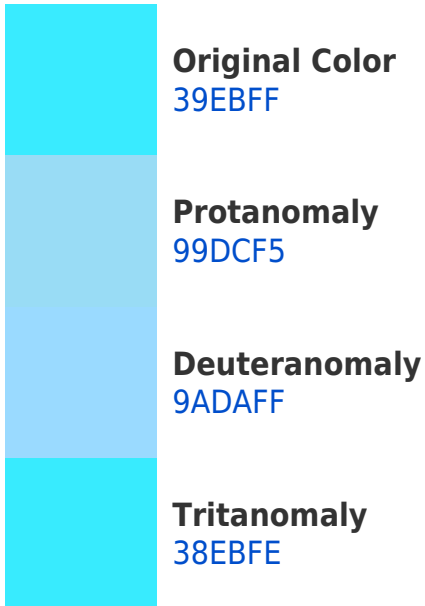 Original Color
39EBFF
Protanomaly
99DCF5
Deuteranomaly
9ADAFF
Tritanomaly
38EBFE